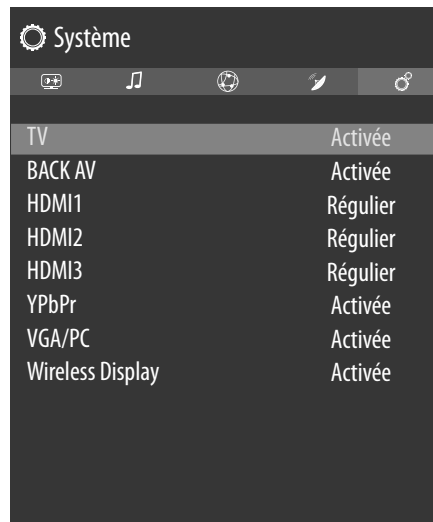 Système
TV Activée
BACK AV Activée
HDMI1 Régulier
HDMI2 Régulier
HDMI3 Régulier
YPbPr Activée
VGA/PC Activée
Wireless Display Activée